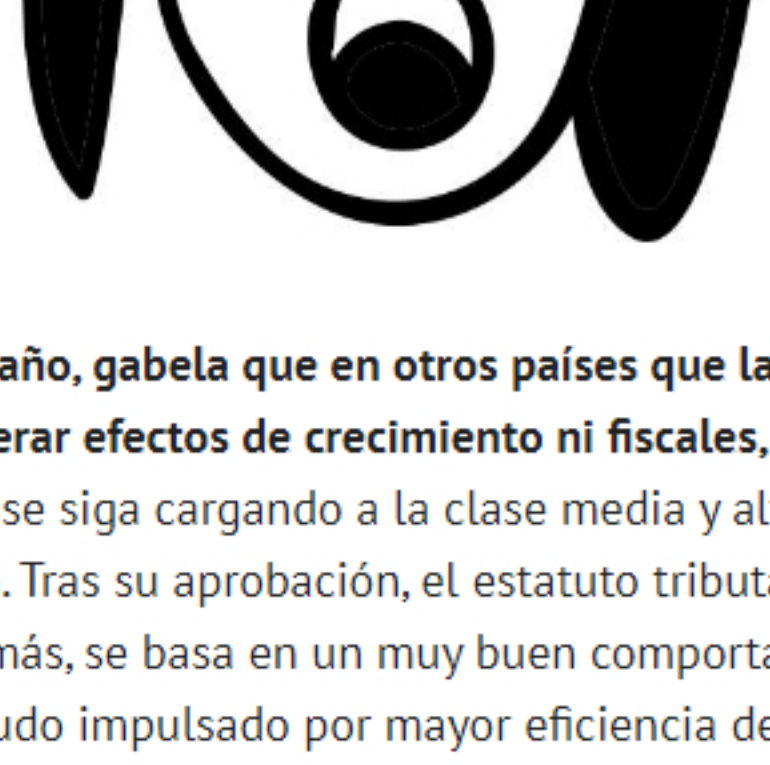 año, gabela que en otros países que la
erar efectos de crecimiento ni fiscales,
se siga cargando a la clase media y al
. Tras su aprobación, el estatuto tributa
más, se basa en un muy buen comporta
udo impulsado por mayor eficiencia de